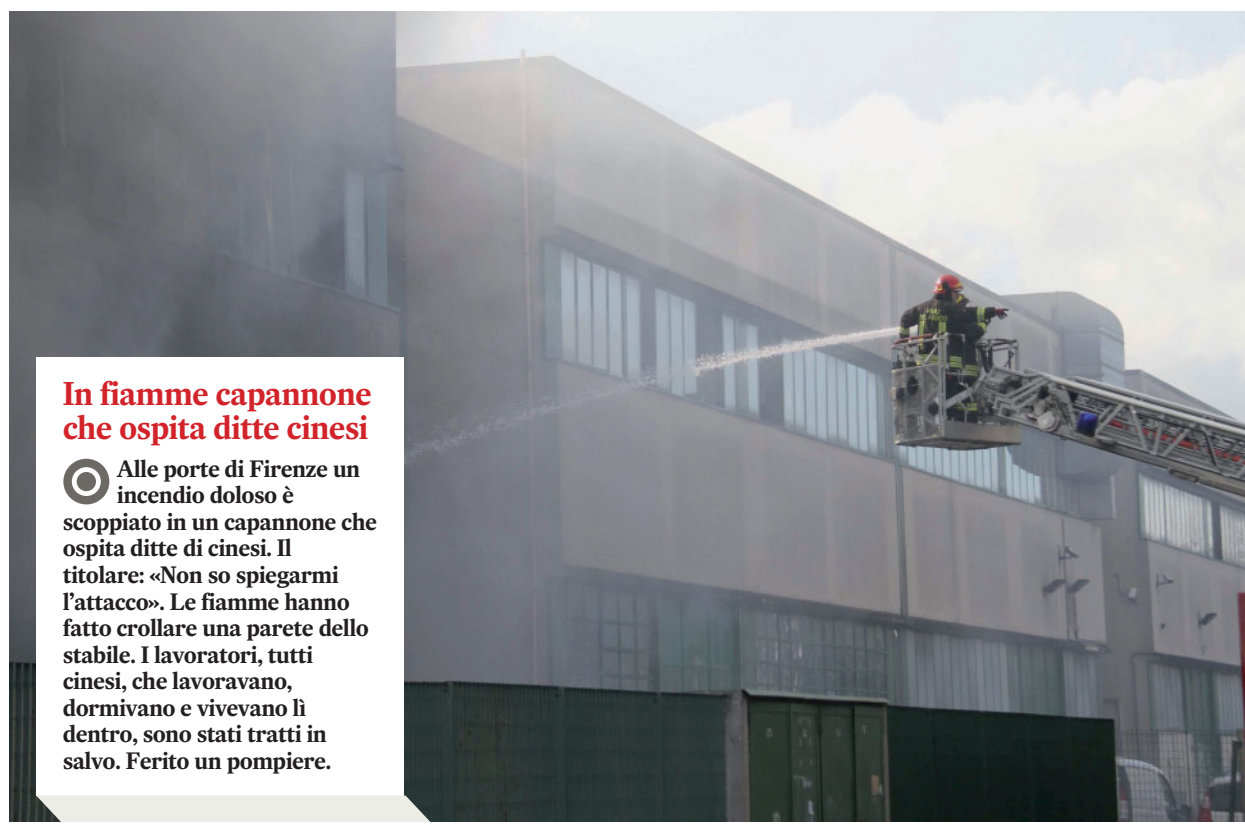 In fiamme capannone
che ospita ditte cinesi
Alle porte di Firenze un
incendio doloso è
scoppiato in un capannone che
ospita ditte di cinesi. Il
titolare: «Non so spiegarmi
l’attacco». Le fiamme hanno
fatto crollare una parete dello
stabile. I lavoratori, tutti
cinesi, che lavoravano,
dormivano e vivevano lì
dentro, sono stati tratti in
salvo. Ferito un pompiere.